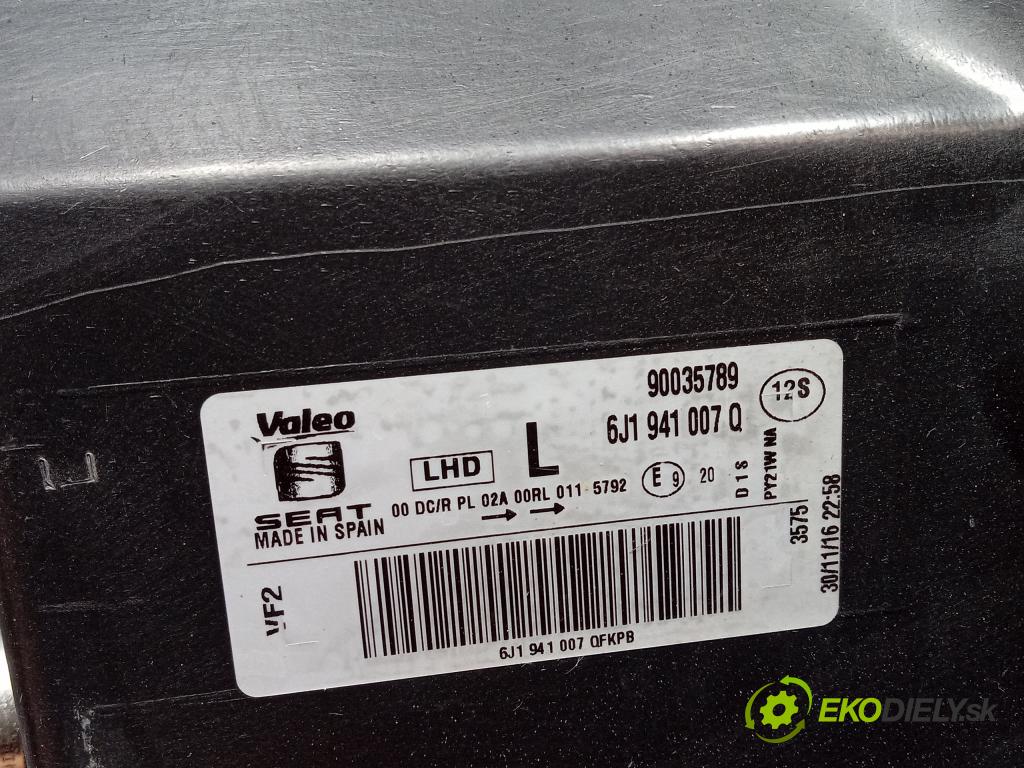 Valeo
90035789
12S
LHD
L
6J1 941 007 Q
SEAT
00 DC/R PL 02A 00RL 011-5792
E 9
20
D1S
PY21W NA
MADE IN SPAIN
3575
30/11/16 22:58
VF2
6J1 941 007 QFKPB
EKODIELY.sk